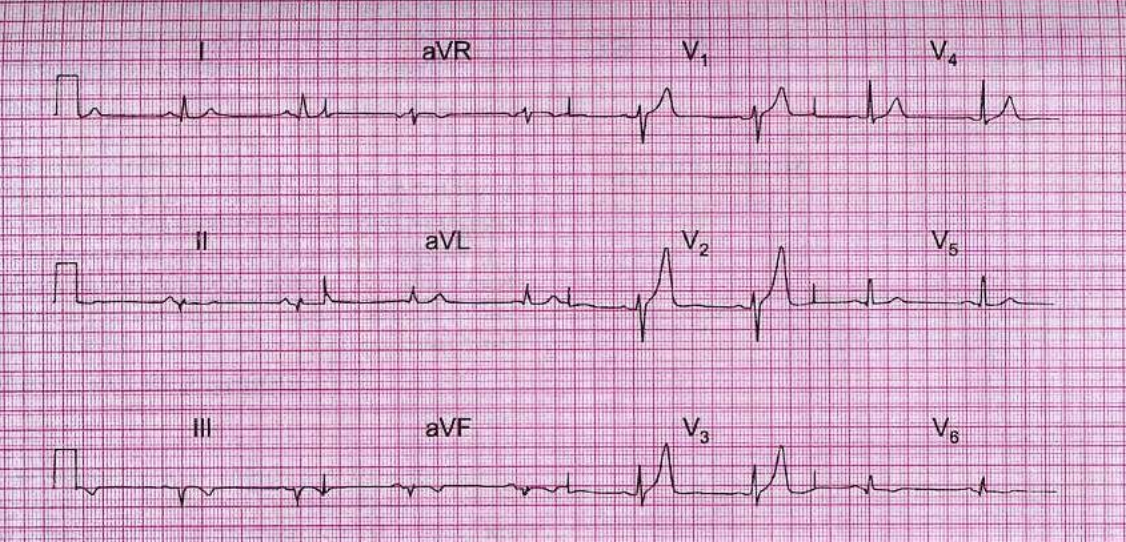 I aVR V₁ V₄
II aVL V₂ V₅
III aVF V₃ V₆